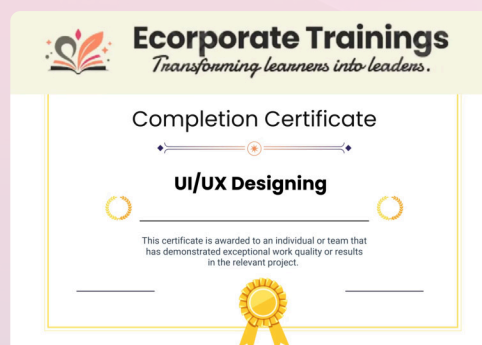 Ecorporate Trainings
Transforming learners into leaders.
Completion Certificate
UI/UX Designing
This certificate is awarded to an individual or team that
has demonstrated exceptional work quality or results
in the relevant project.